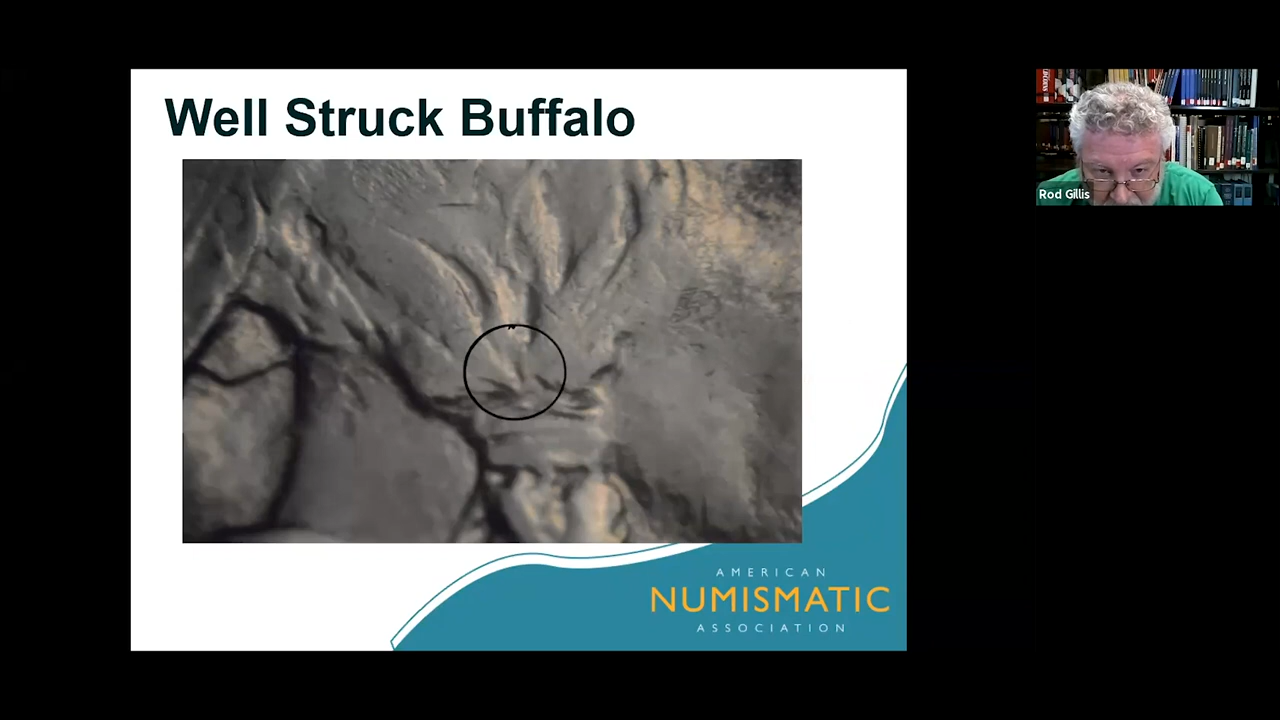 Well Struck Buffalo
Rod Gillis
AMERICAN
NUMISMATIC
ASSOCIATION